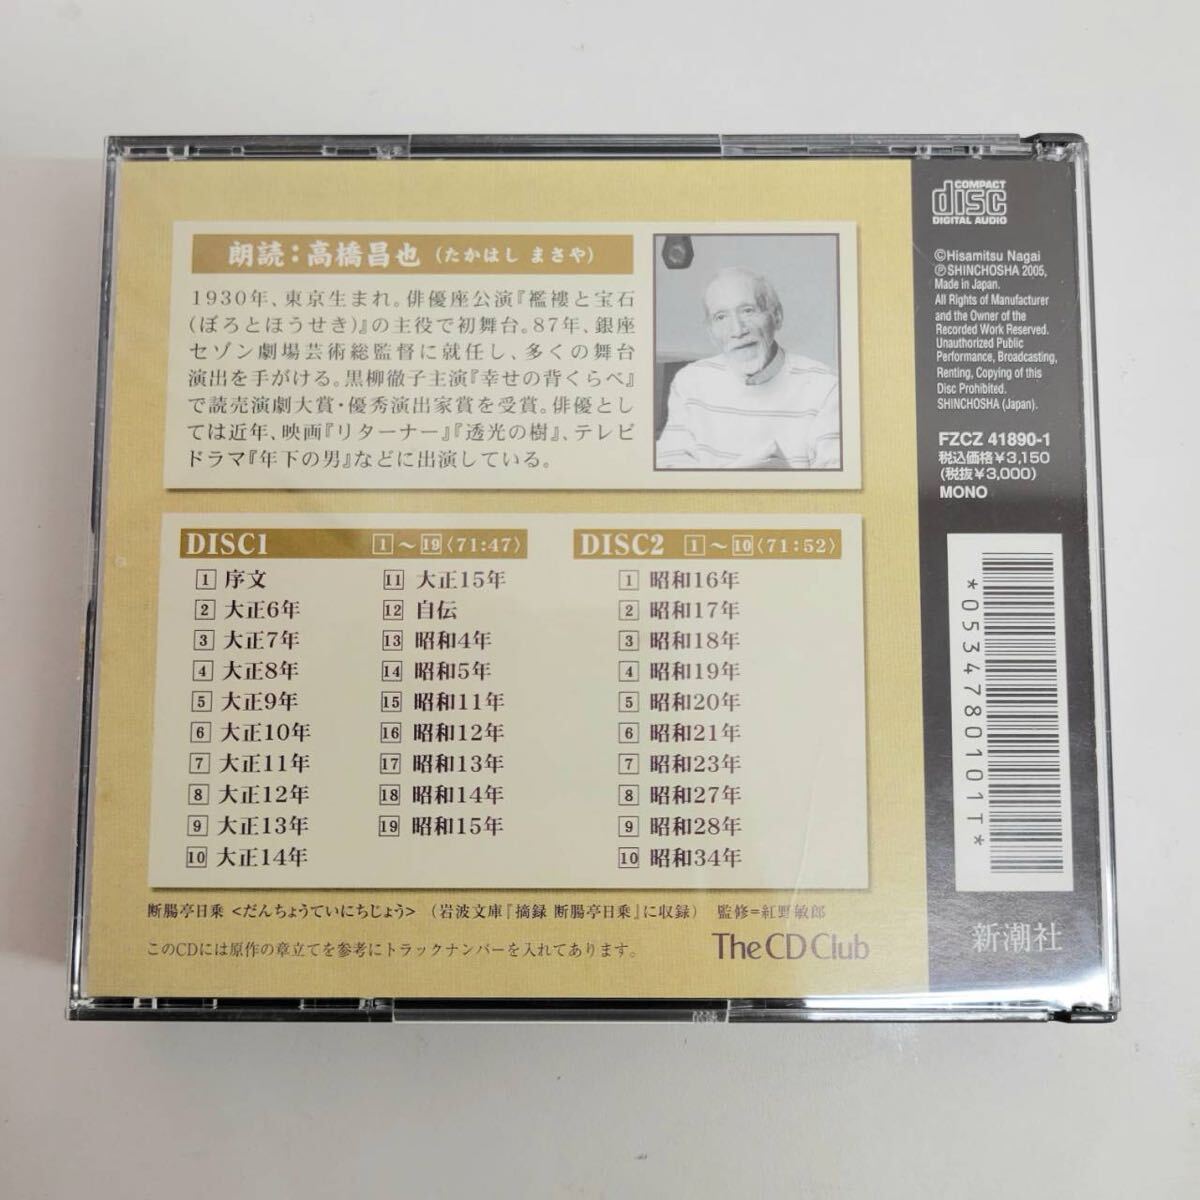 朗読：高橋昌也（たかはし まさや）
1930年、東京生まれ。俳優座公演『襤褸と宝石
（ぼろとほうせき）』の主役で初舞台。87年、銀座
セゾン劇場芸術総監督に就任し、多くの舞台
演出を手がける。黒柳徹子主演『幸せの背くらべ』
で読売演劇大賞・優秀演出家賞を受賞。俳優とし
ては近年、映画『リターナー』『透光の樹』、テレビ
ドラマ『年下の男』などに出演している。
DISC1 1～19〈71:47〉
1 序文
2 大正6年
3 大正7年
4 大正8年
5 大正9年
6 大正10年
7 大正11年
8 大正12年
9 大正13年
10 大正14年
11 大正15年
12 自伝
13 昭和4年
14 昭和5年
15 昭和11年
16 昭和12年
17 昭和13年
18 昭和14年
19 昭和15年
DISC2 1～10〈71:52〉
1 昭和16年
2 昭和17年
3 昭和18年
4 昭和19年
5 昭和20年
6 昭和21年
7 昭和23年
8 昭和27年
9 昭和28年
10 昭和34年
断腸亭日乗 <だんちょうていにちじょう> （岩波文庫『摘録 断腸亭日乗』に収録） 監修=紅野敏郎
このCDには原作の章立てを参考にトラックナンバーを入れてあります。
The CD Club
COMPACT
disc
DIGITAL AUDIO
©Hisamitsu Nagai
℗SHINCHOSHA 2005,
Made in Japan.
All Rights of Manufacturer
and the Owner of the
Recorded Work Reserved.
Unauthorized Public
Performance, Broadcasting,
Renting, Copying of this
Disc Prohibited.
SHINCHOSHA (Japan).
FZCZ 41890-1
税込価格￥3,150
(税抜￥3,000)
MONO
*0534780101T*
新潮社